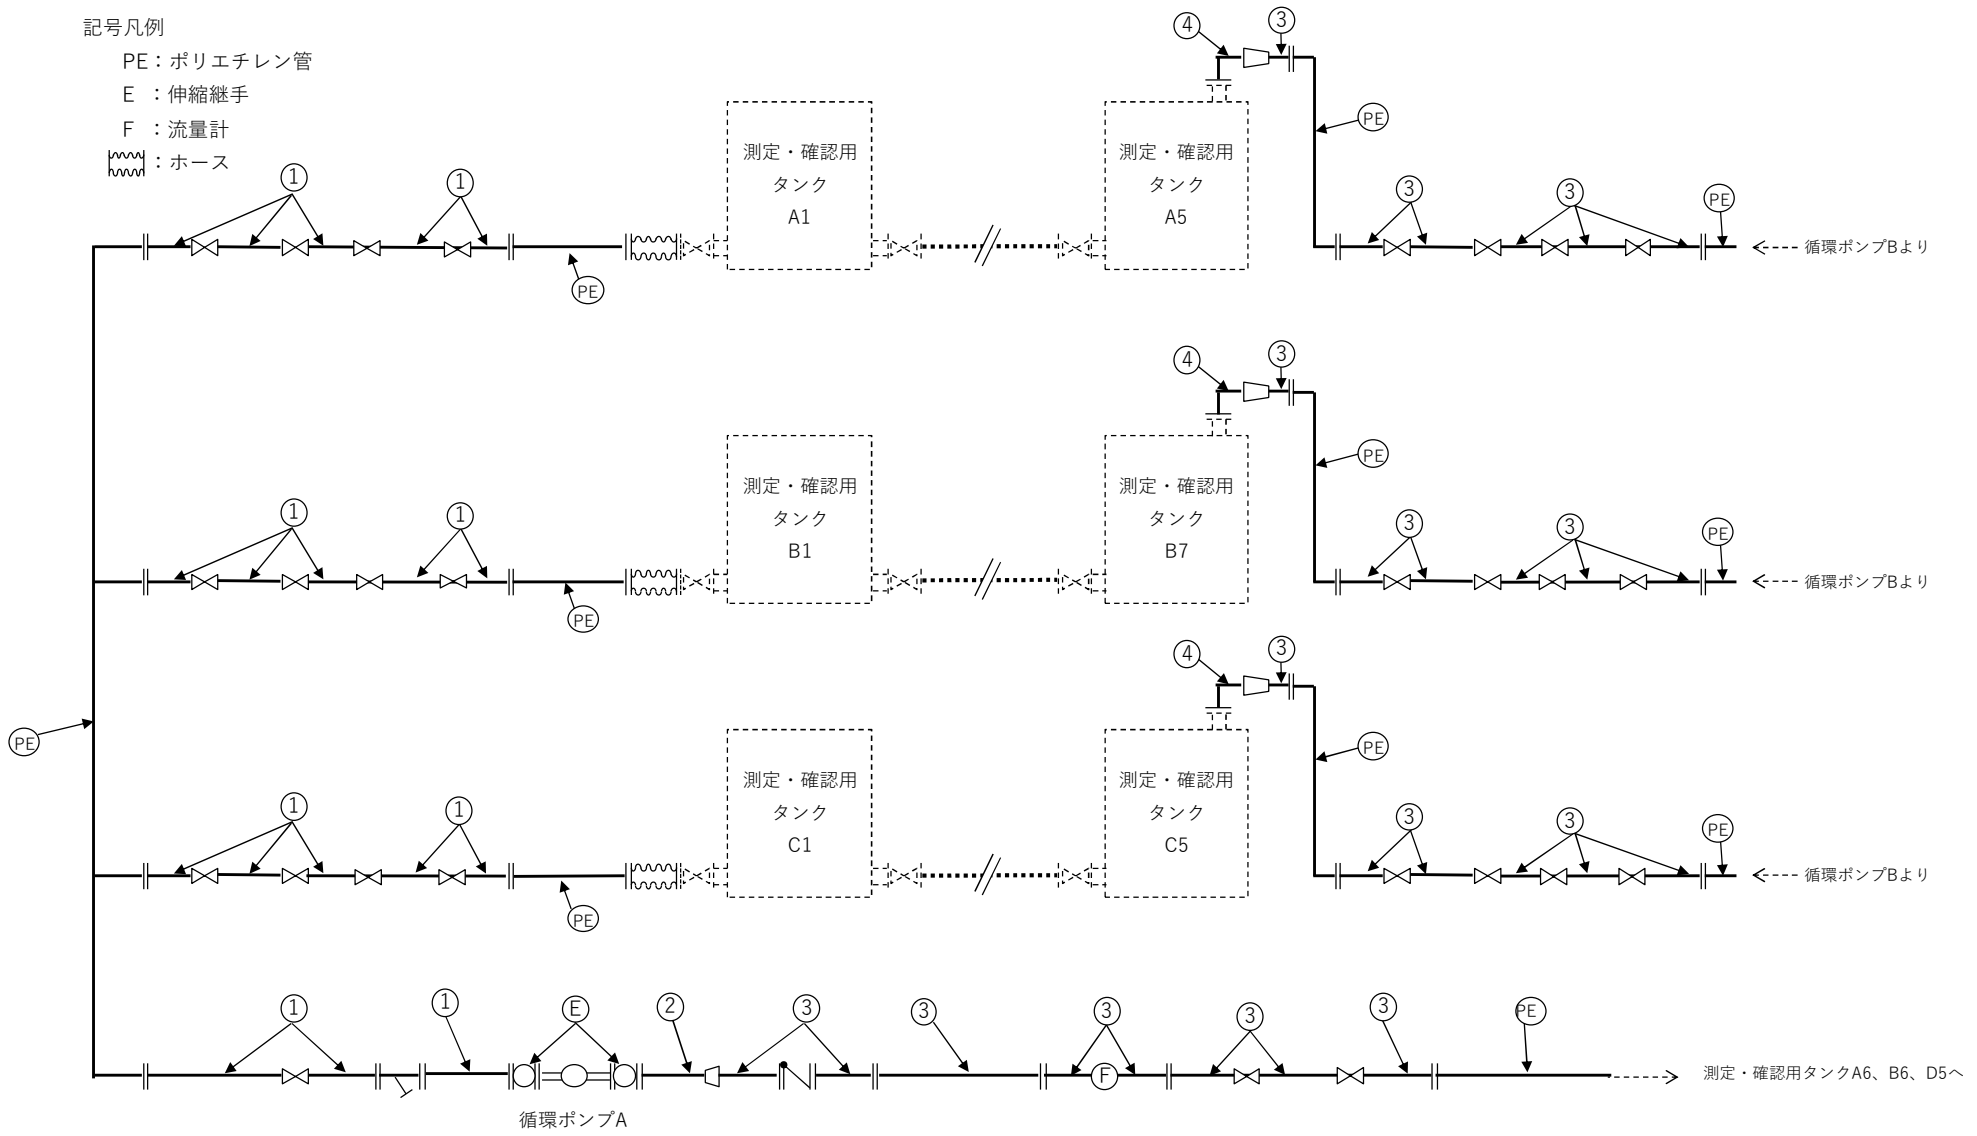 記号凡例
PE：ポリエチレン管
E ：伸縮継手
F ：流量計
：ホース
④ ③
PE
① ①
測定・確認用
タンク
A1
測定・確認用
タンク
A5
③ ③ PE
循環ポンプBより
PE
④ ③
PE
① ①
測定・確認用
タンク
B1
測定・確認用
タンク
B7
③ ③ PE
循環ポンプBより
PE
④ ③
PE
PE
① ①
測定・確認用
タンク
C1
測定・確認用
タンク
C5
③ ③ PE
循環ポンプBより
PE
① ① E ② ③ ③ ③ ③ ③ PE
F
測定・確認用タンクA6、B6、D5へ
循環ポンプA